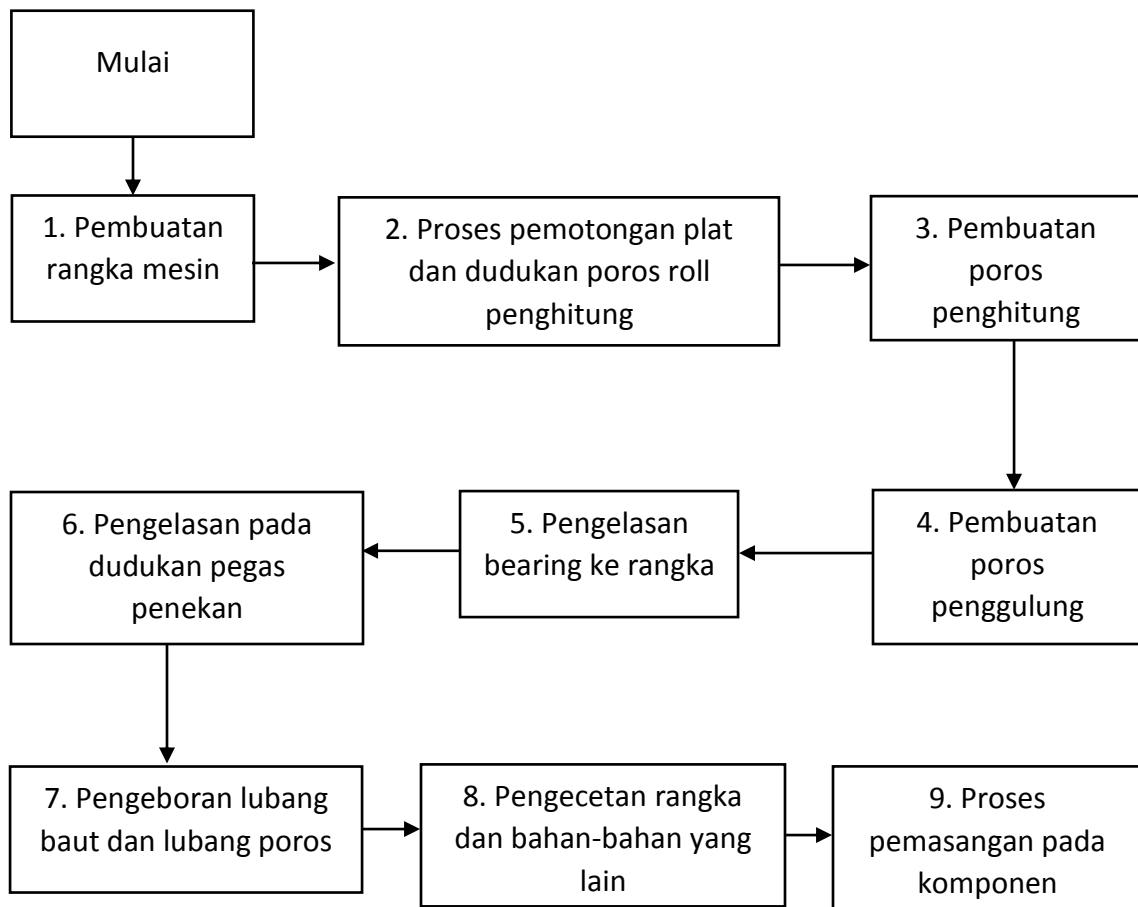 Mulai
1. Pembuatan
rangka mesin
2. Proses pemotongan plat
dan dudukan poros roll
penghitung
3. Pembuatan
poros
penghitung
4. Pembuatan
poros
penggulung
5. Pengelasan
bearing ke rangka
6. Pengelasan pada
dudukan pegas
penekan
7. Pengeboran lubang
baut dan lubang poros
8. Pengecetan rangka
dan bahan-bahan yang
lain
9. Proses
pemasangan pada
komponen